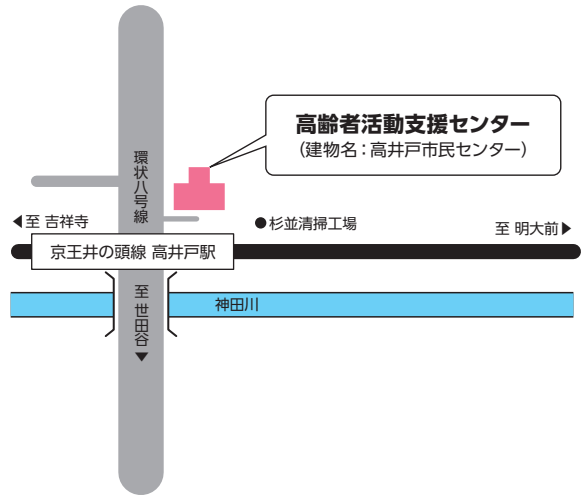 高齢者活動支援センター
（建物名：高井戸市民センター）
環状八号線
◀至 吉祥寺
●杉並清掃工場
至 明大前▶
京王井の頭線 高井戸駅
至 世田谷▼
神田川